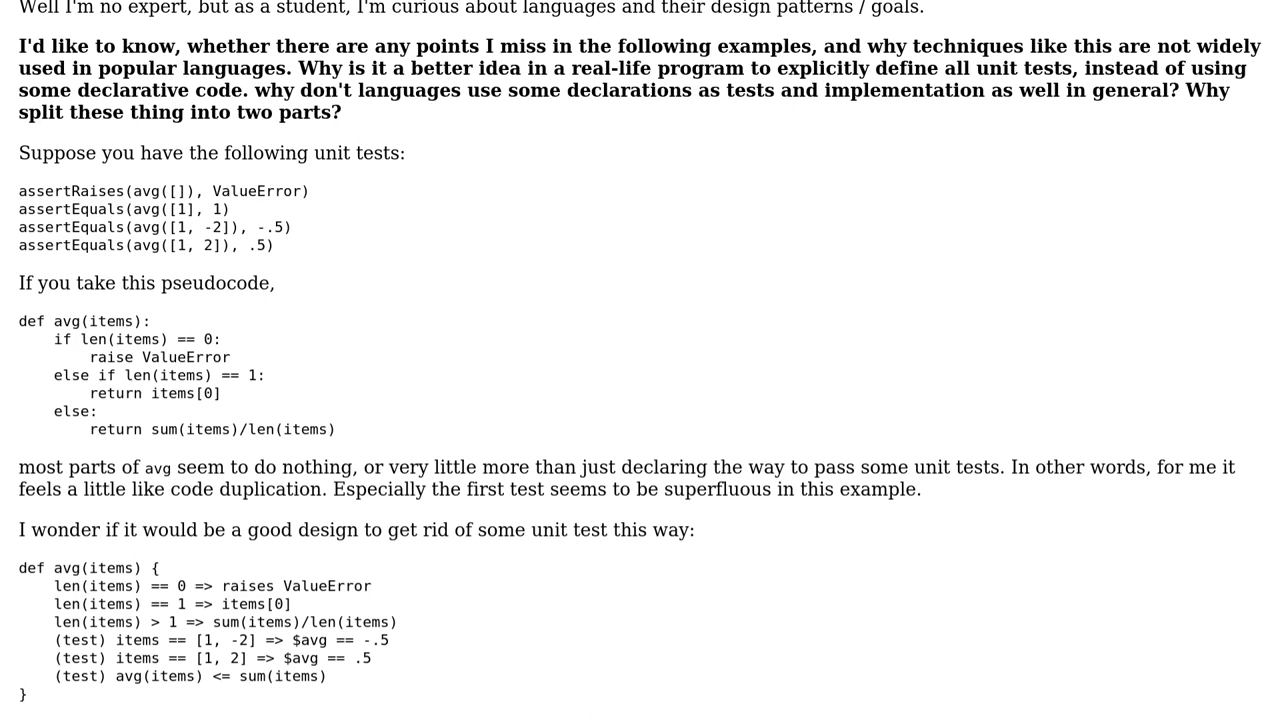 Well I'm no expert, but as a student, I'm curious about languages and their design patterns / goals.
I'd like to know, whether there are any points I miss in the following examples, and why techniques like this are not widely
used in popular languages. Why is it a better idea in a real-life program to explicitly define all unit tests, instead of using
some declarative code. why don't languages use some declarations as tests and implementation as well in general? Why
split these thing into two parts?
Suppose you have the following unit tests:
assertRaises(avg([]), ValueError)
assertEquals(avg([1], 1)
assertEquals(avg([1, -2]), -.5)
assertEquals(avg([1, 2]), .5)
If you take this pseudocode,
def avg(items):
    if len(items) == 0:
        raise ValueError
    else if len(items) == 1:
        return items[0]
    else:
        return sum(items)/len(items)
most parts of avg seem to do nothing, or very little more than just declaring the way to pass some unit tests. In other words, for me it
feels a little like code duplication. Especially the first test seems to be superfluous in this example.
I wonder if it would be a good design to get rid of some unit test this way:
def avg(items) {
    len(items) == 0 => raises ValueError
    len(items) == 1 => items[0]
    len(items) > 1 => sum(items)/len(items)
    (test) items == [1, -2] => $avg == -.5
    (test) items == [1, 2] => $avg == .5
    (test) avg(items) <= sum(items)
}